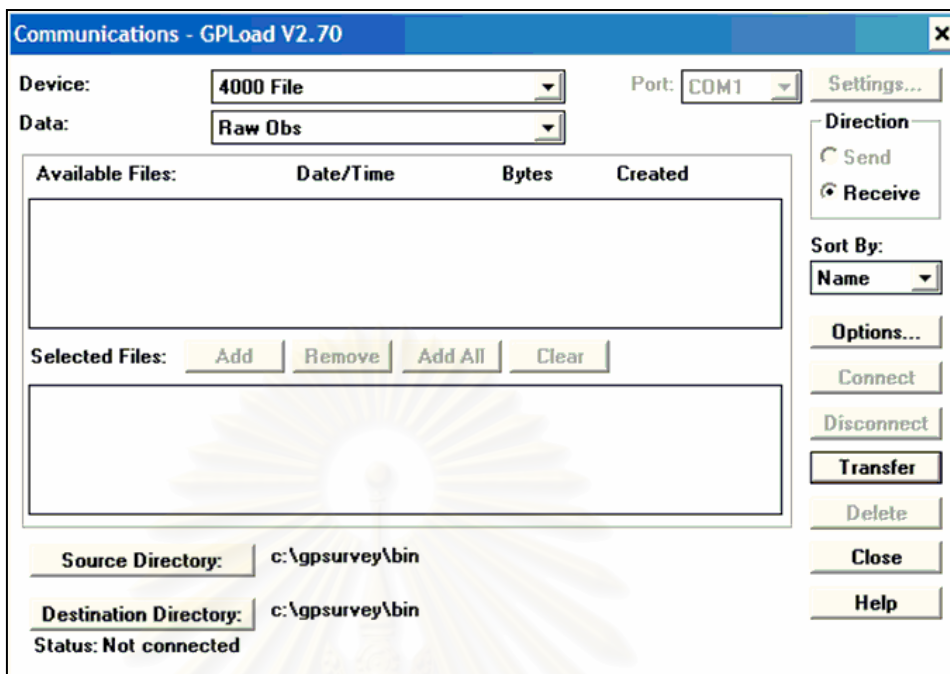 Communications - GPLoad V2.70
Device: 4000 File Port: COM1 Settings...
Data: Raw Obs
Direction
Send
Receive
Available Files: Date/Time Bytes Created
Sort By:
Name
Selected Files: Add Remove Add All Clear
Options...
Connect
Disconnect
Transfer
Delete
Source Directory: c:\gpsurvey\bin
Close
Destination Directory: c:\gpsurvey\bin
Help
Status: Not connected